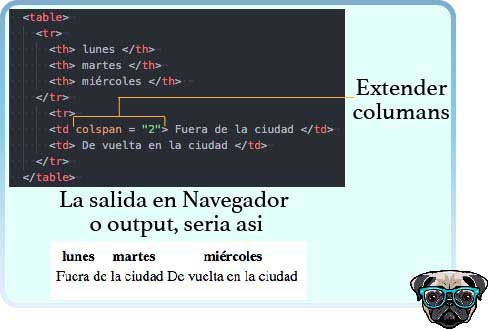 <table>
<tr>
<th> lunes </th>
<th> martes </th>
<th> miércoles </th>
</tr>
<tr>
<td colspan = "2"> Fuera de la ciudad </td>
<td> De vuelta en la ciudad </td>
</tr>
</table>
Extender
columans
La salida en Navegador
o output, seria asi
lunes martes miércoles
Fuera de la ciudad De vuelta en la ciudad